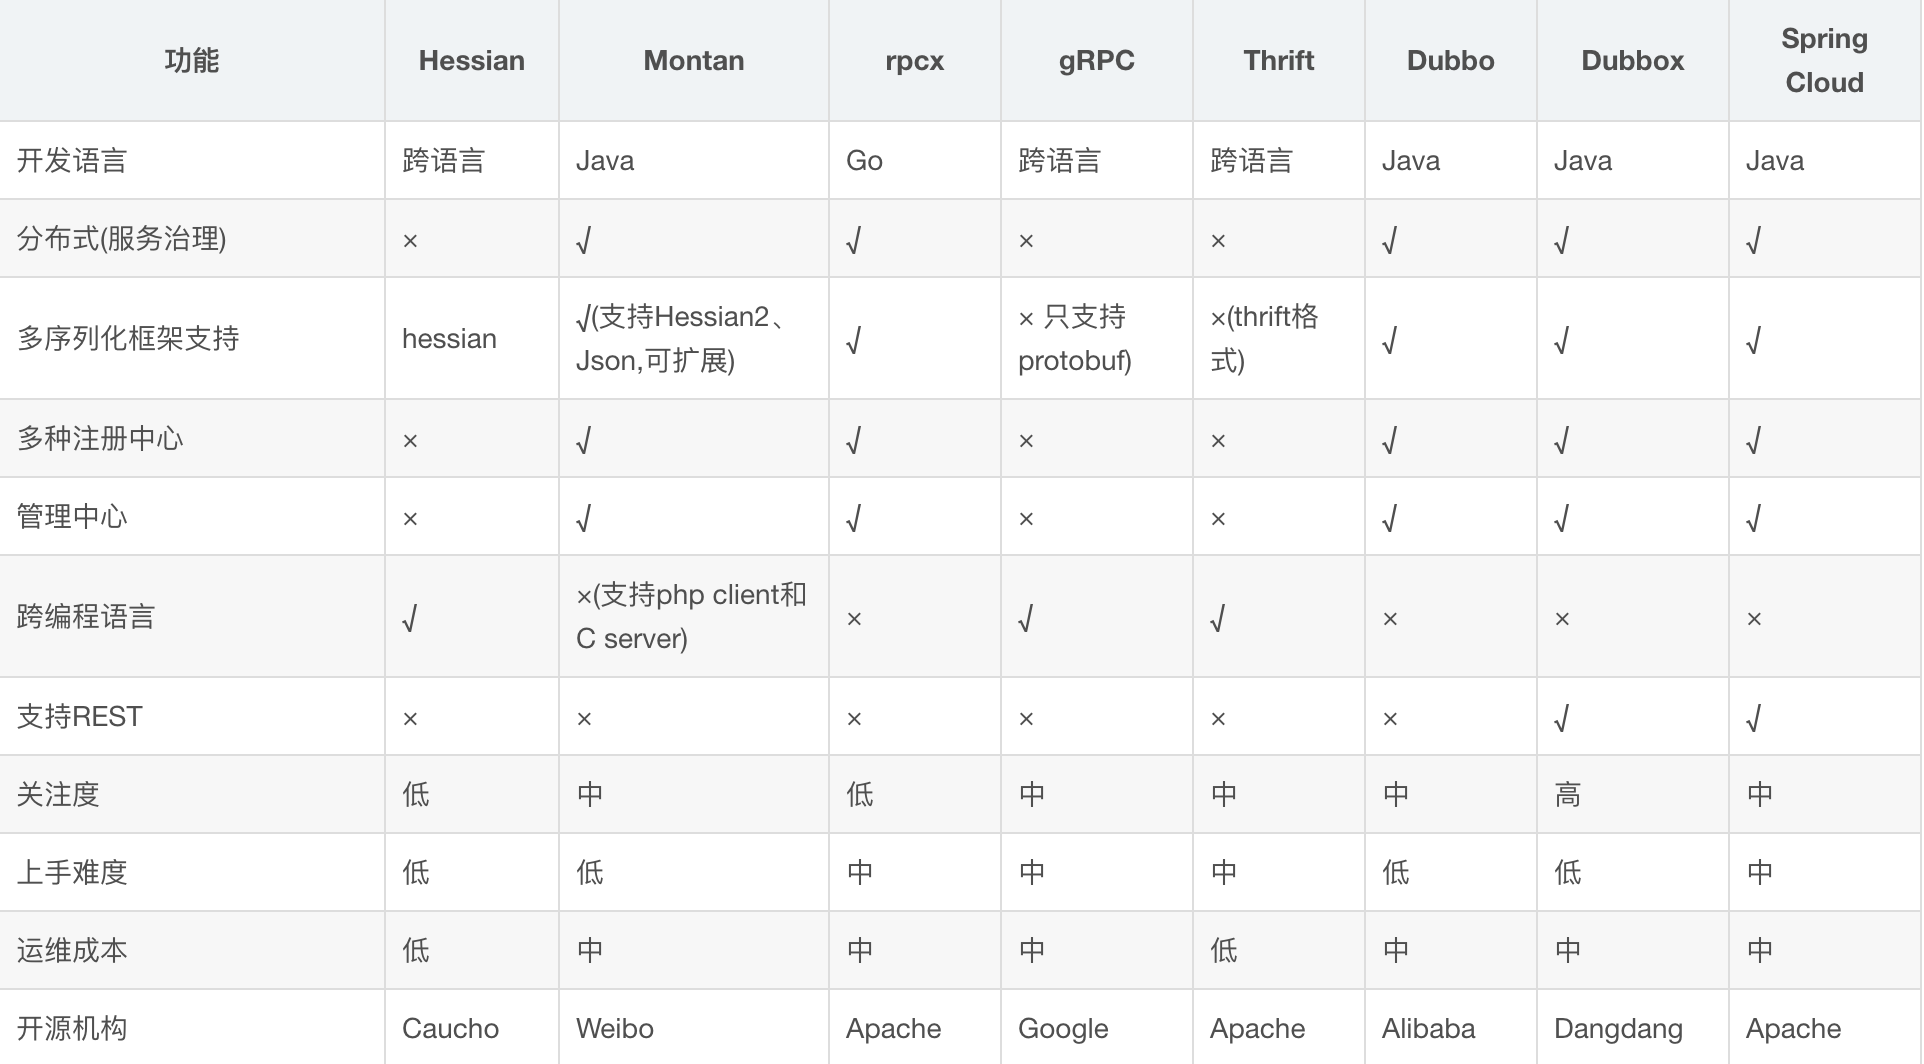 功能 Hessian Montan rpcx gRPC Thrift Dubbo Dubbox Spring Cloud
开发语言 跨语言 Java Go 跨语言 跨语言 Java Java Java
分布式(服务治理) × √ √ × × √ √ √
多序列化框架支持 hessian √(支持Hessian2、Json,可扩展) √ × 只支持protobuf) ×(thrift格式) √ √ √
多种注册中心 × √ √ × × √ √ √
管理中心 × √ √ × × √ √ √
跨编程语言 √ ×(支持php client和C server) × √ √ × × ×
支持REST × × × × × × √ √
关注度 低 中 低 中 中 中 高 中
上手难度 低 低 中 中 中 低 低 中
运维成本 低 中 中 中 低 中 中 中
开源机构 Caucho Weibo Apache Google Apache Alibaba Dangdang Apache